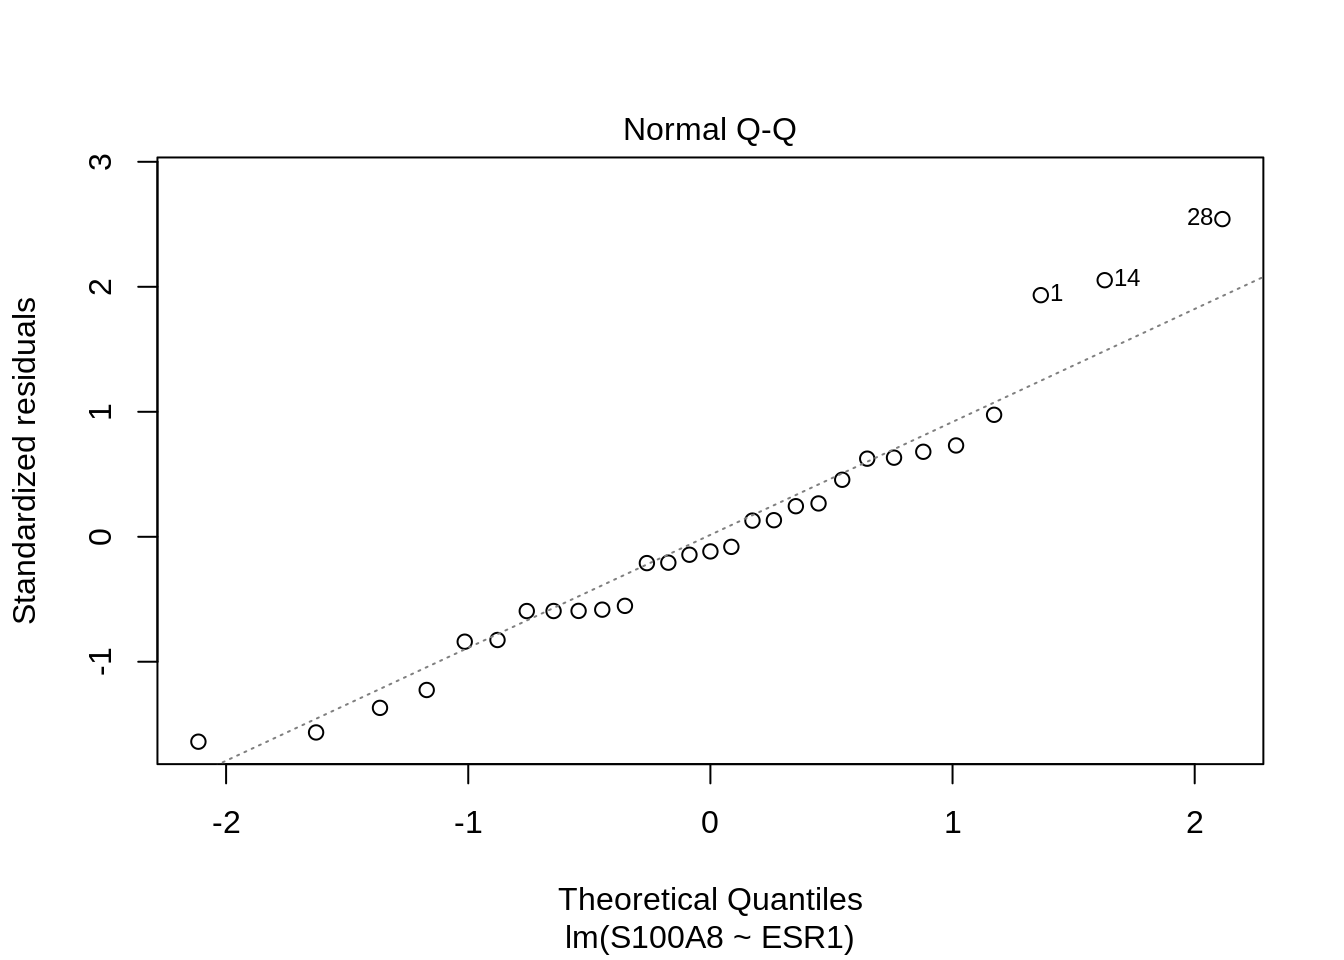 Normal Q-Q
Standardized residuals
3
2
1
0
-1
28
14
1
-2 -1 0 1 2
Theoretical Quantiles
lm(S100A8 ~ ESR1)